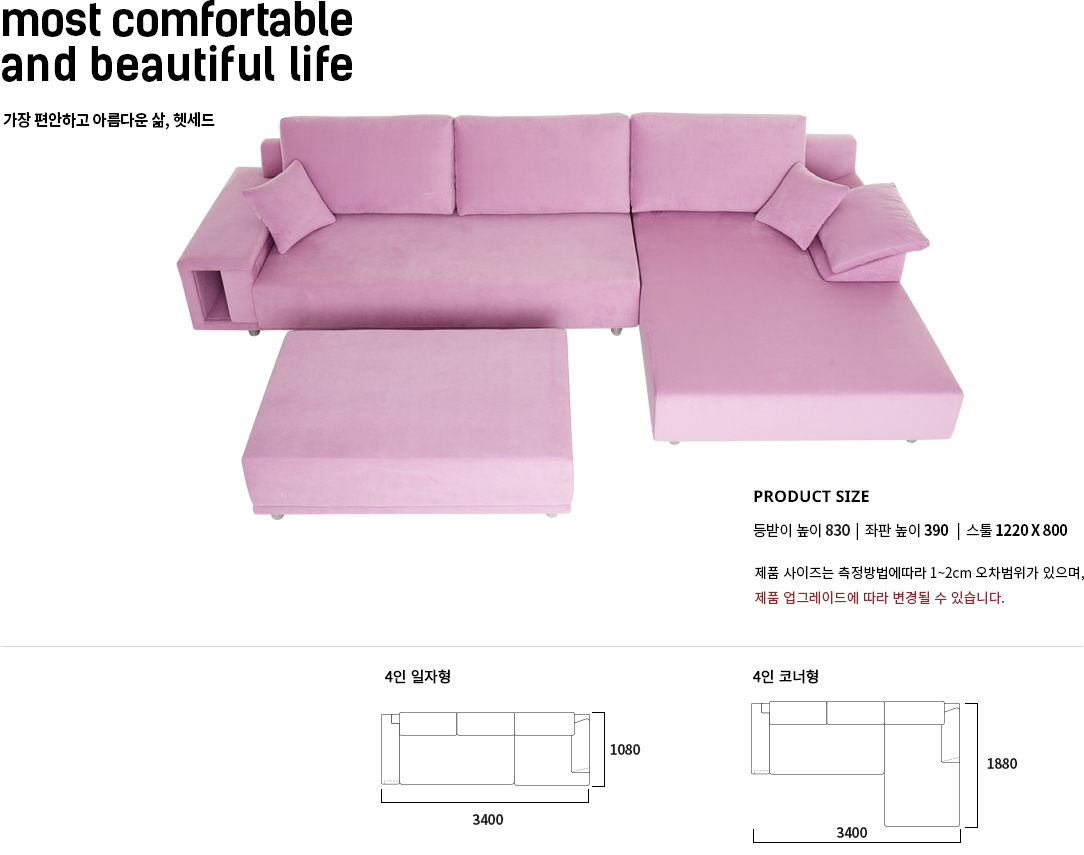 most comfortable
and beautiful life
가장 편안하고 아름다운 삶, 헷세드
PRODUCT SIZE
등받이 높이 830 | 좌판 높이 390 | 스툴 1220 X 800
제품 사이즈는 측정방법에따라 1~2cm 오차범위가 있으며,
제품 업그레이드에 따라 변경될 수 있습니다.
4인 일자형
4인 코너형
1080
3400
1880
3400